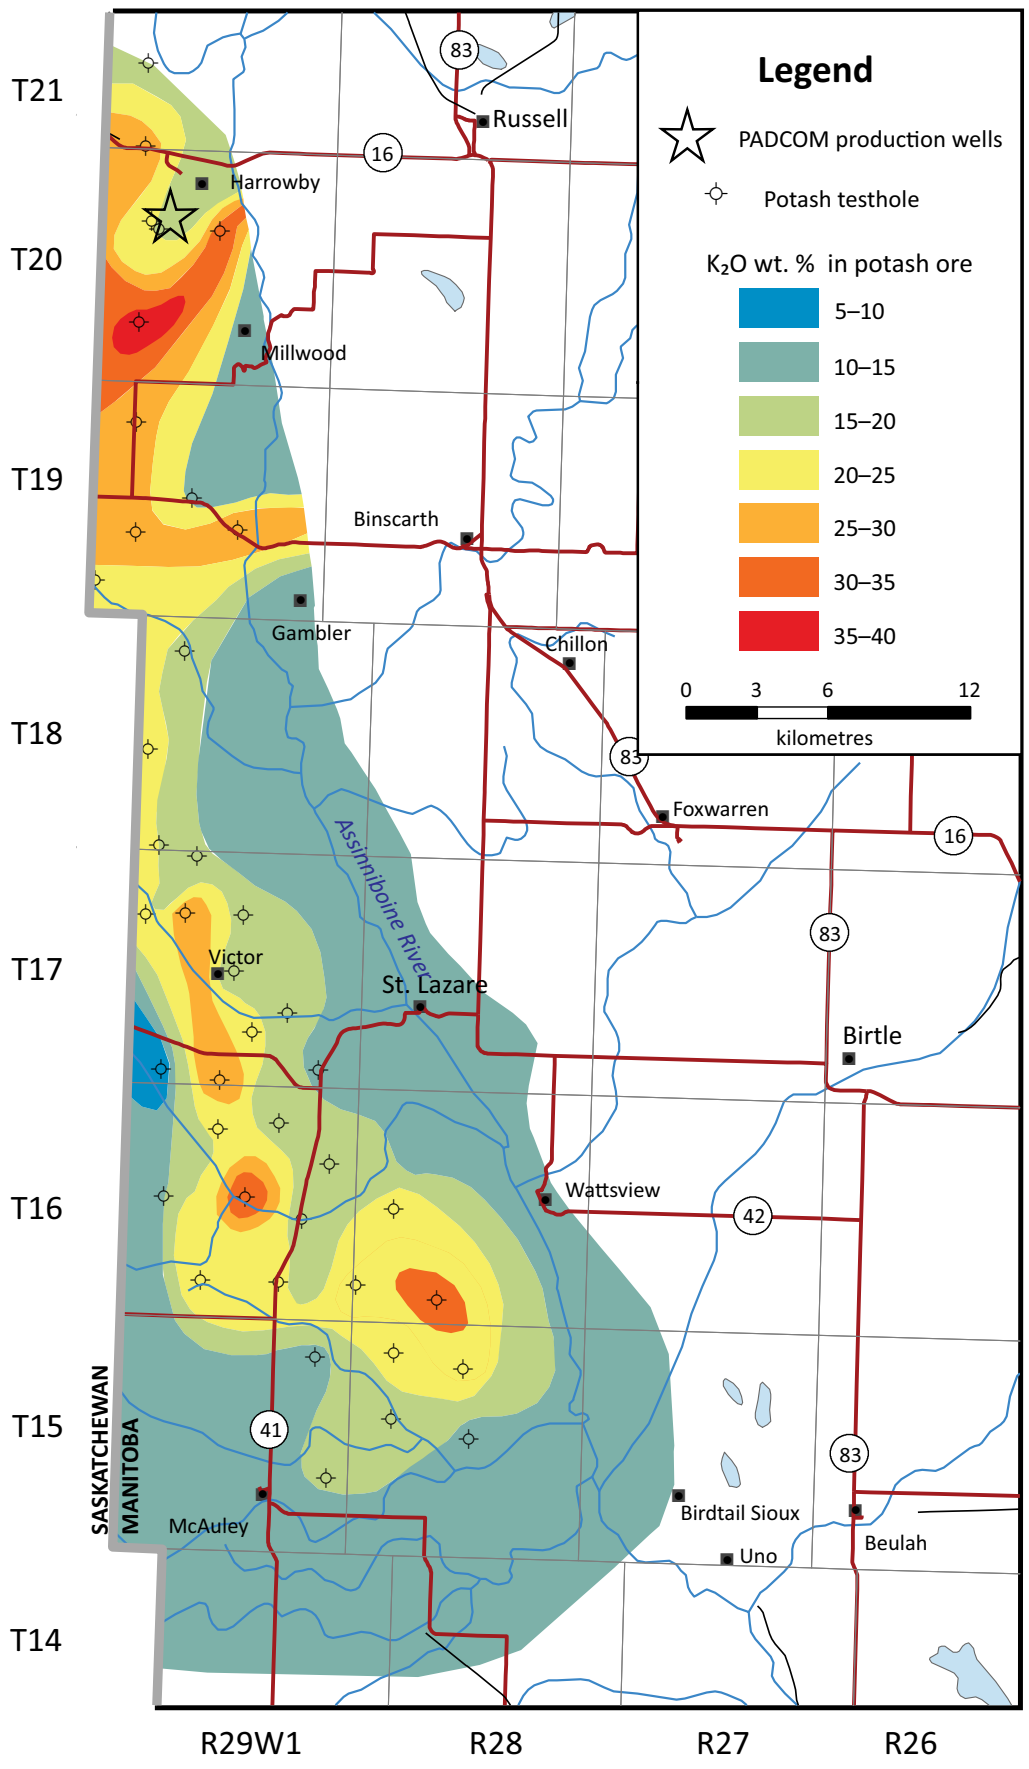 Legend
PADCOM production wells
Potash testhole
K₂O wt. % in potash ore
5–10
10–15
15–20
20–25
25–30
30–35
35–40
0 3 6 12
kilometres
T21
T20
T19
T18
T17
T16
T15
T14
83
Russell
16
Harrowby
Millwood
Binscarth
Gambler
Chillon
83
Foxwarren
16
Assinniboine River
83
Victor
St. Lazare
Birtle
Wattsview
42
SASKATCHEWAN
MANITOBA
41
83
McAuley
Birdtail Sioux
Beulah
Uno
R29W1 R28 R27 R26